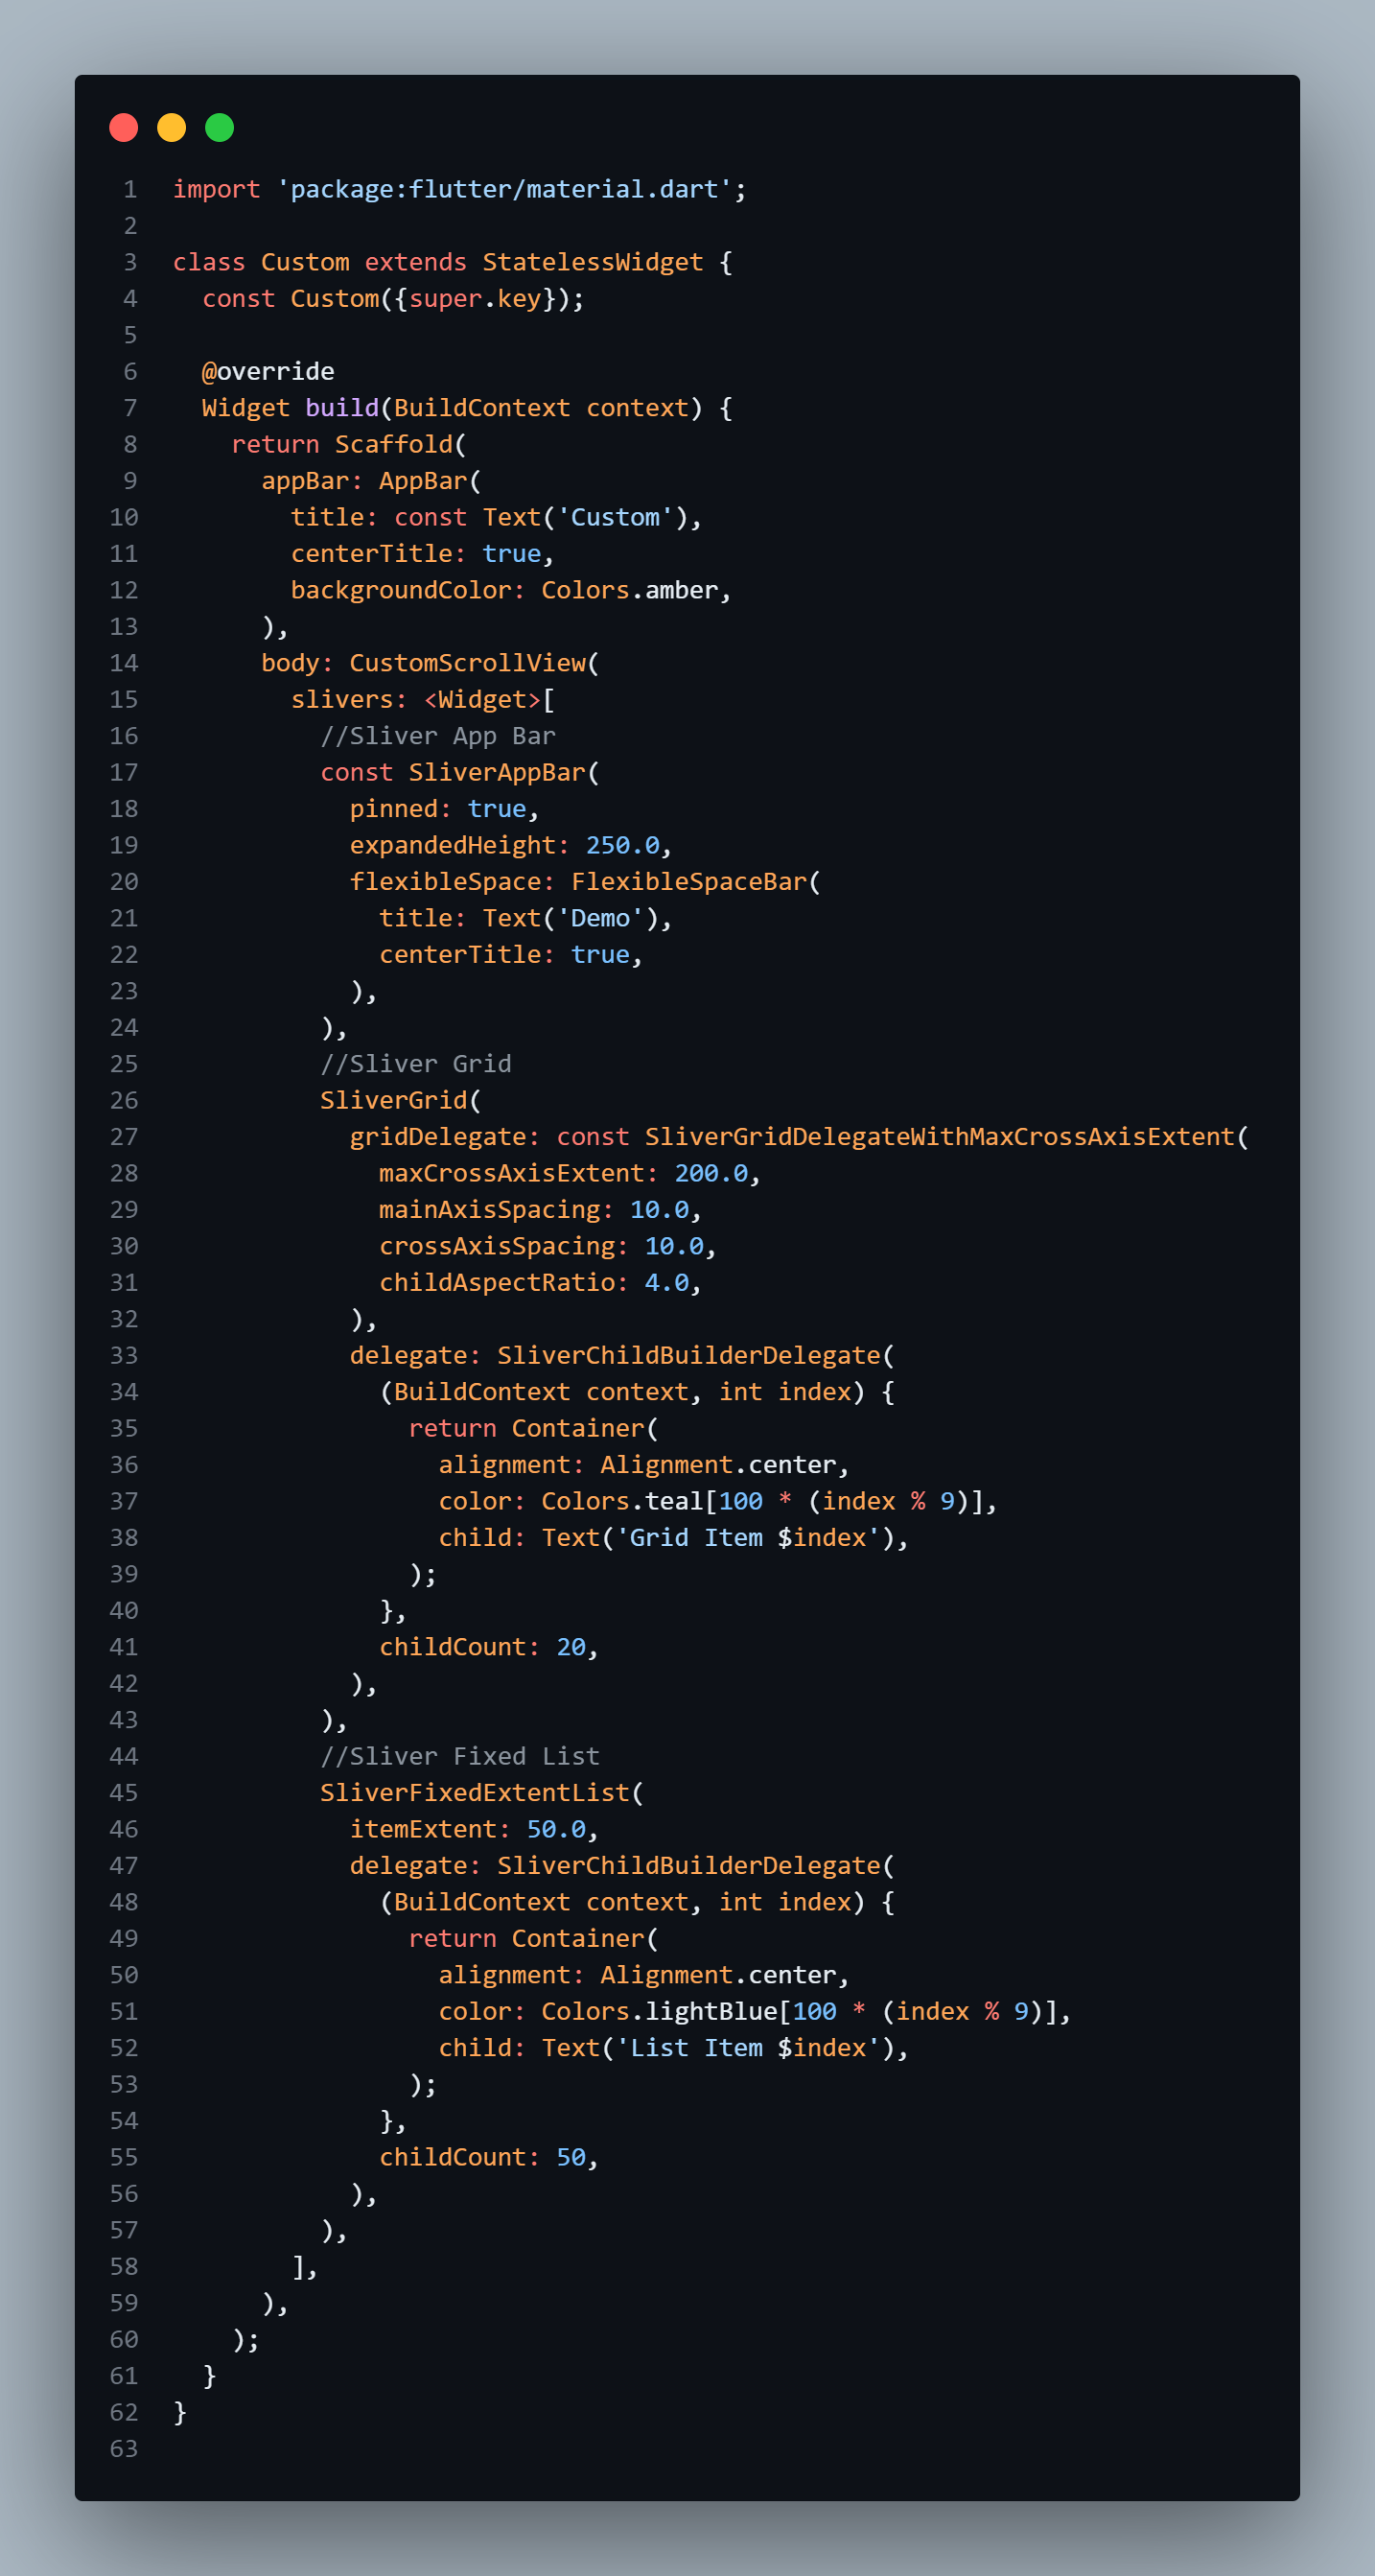 1 import 'package:flutter/material.dart';
2
3 class Custom extends StatelessWidget {
4   const Custom({super.key});
5
6   @override
7   Widget build(BuildContext context) {
8     return Scaffold(
9       appBar: AppBar(
10         title: const Text('Custom'),
11         centerTitle: true,
12         backgroundColor: Colors.amber,
13       ),
14       body: CustomScrollView(
15         slivers: <Widget>[
16           //Sliver App Bar
17           const SliverAppBar(
18             pinned: true,
19             expandedHeight: 250.0,
20             flexibleSpace: FlexibleSpaceBar(
21               title: Text('Demo'),
22               centerTitle: true,
23             ),
24           ),
25           //Sliver Grid
26           SliverGrid(
27             gridDelegate: const SliverGridDelegateWithMaxCrossAxisExtent(
28               maxCrossAxisExtent: 200.0,
29               mainAxisSpacing: 10.0,
30               crossAxisSpacing: 10.0,
31               childAspectRatio: 4.0,
32             ),
33             delegate: SliverChildBuilderDelegate(
34               (BuildContext context, int index) {
35                 return Container(
36                   alignment: Alignment.center,
37                   color: Colors.teal[100 * (index % 9)],
38                   child: Text('Grid Item $index'),
39                 );
40               },
41               childCount: 20,
42             ),
43           ),
44           //Sliver Fixed List
45           SliverFixedExtentList(
46             itemExtent: 50.0,
47             delegate: SliverChildBuilderDelegate(
48               (BuildContext context, int index) {
49                 return Container(
50                   alignment: Alignment.center,
51                   color: Colors.lightBlue[100 * (index % 9)],
52                   child: Text('List Item $index'),
53                 );
54               },
55               childCount: 50,
56             ),
57           ),
58         ],
59       ),
60     );
61   }
62 }
63